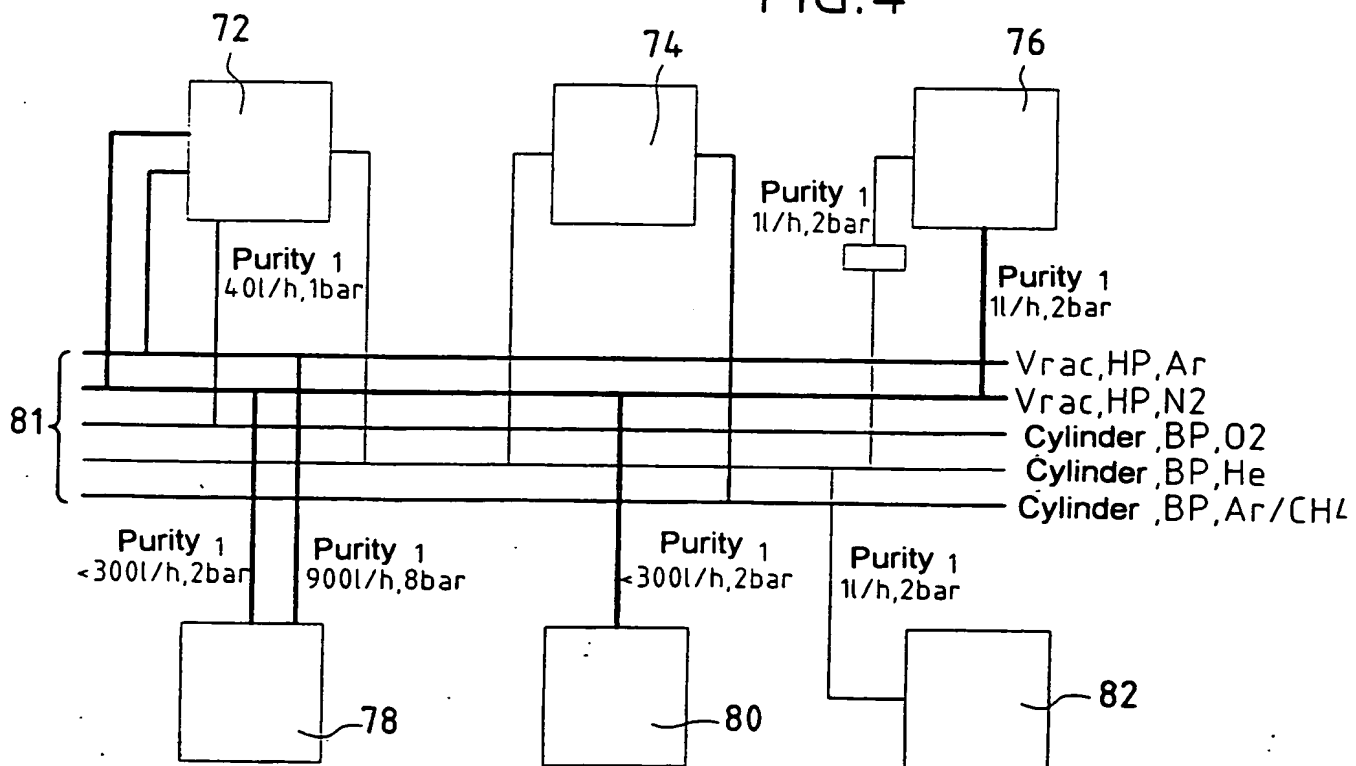 FIG.4
72
74
76
Purity 1
1l/h,2bar
Purity 1
40l/h,1bar
Purity 1
1l/h,2bar
Vrac,HP,Ar
Vrac,HP,N2
81
Cylinder,BP,O2
Cylinder,BP,He
Cylinder,BP,Ar/CH4
Purity 1
<300l/h,2bar
Purity 1
900l/h,8bar
Purity 1
<300l/h,2bar
Purity 1
1l/h,2bar
78
80
82